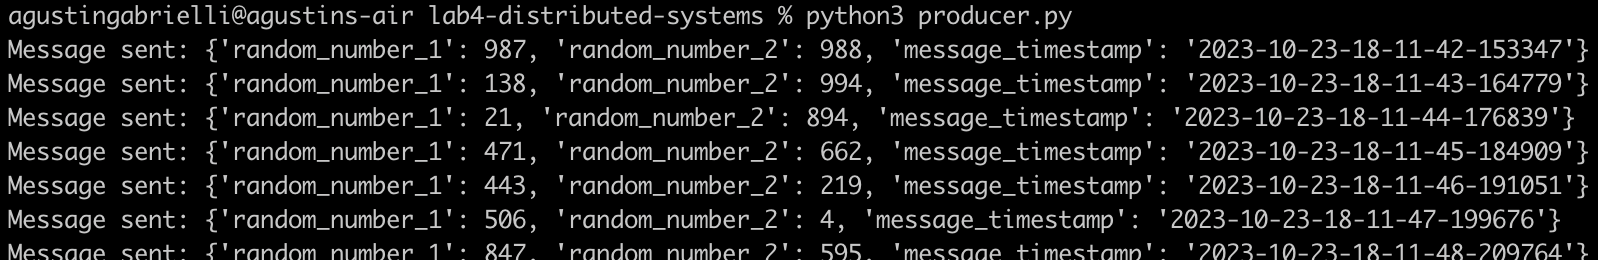 agustingabrielli@agustins-air lab4-distributed-systems % python3 producer.py
Message sent: {'random_number_1': 987, 'random_number_2': 988, 'message_timestamp': '2023-10-23-18-11-42-153347'}
Message sent: {'random_number_1': 138, 'random_number_2': 994, 'message_timestamp': '2023-10-23-18-11-43-164779'}
Message sent: {'random_number_1': 21, 'random_number_2': 894, 'message_timestamp': '2023-10-23-18-11-44-176839'}
Message sent: {'random_number_1': 471, 'random_number_2': 662, 'message_timestamp': '2023-10-23-18-11-45-184909'}
Message sent: {'random_number_1': 443, 'random_number_2': 219, 'message_timestamp': '2023-10-23-18-11-46-191051'}
Message sent: {'random_number_1': 506, 'random_number_2': 4, 'message_timestamp': '2023-10-23-18-11-47-199676'}
Message sent: {'random_number_1': 847, 'random_number_2': 595, 'message_timestamp': '2023-10-23-18-11-48-209764'}